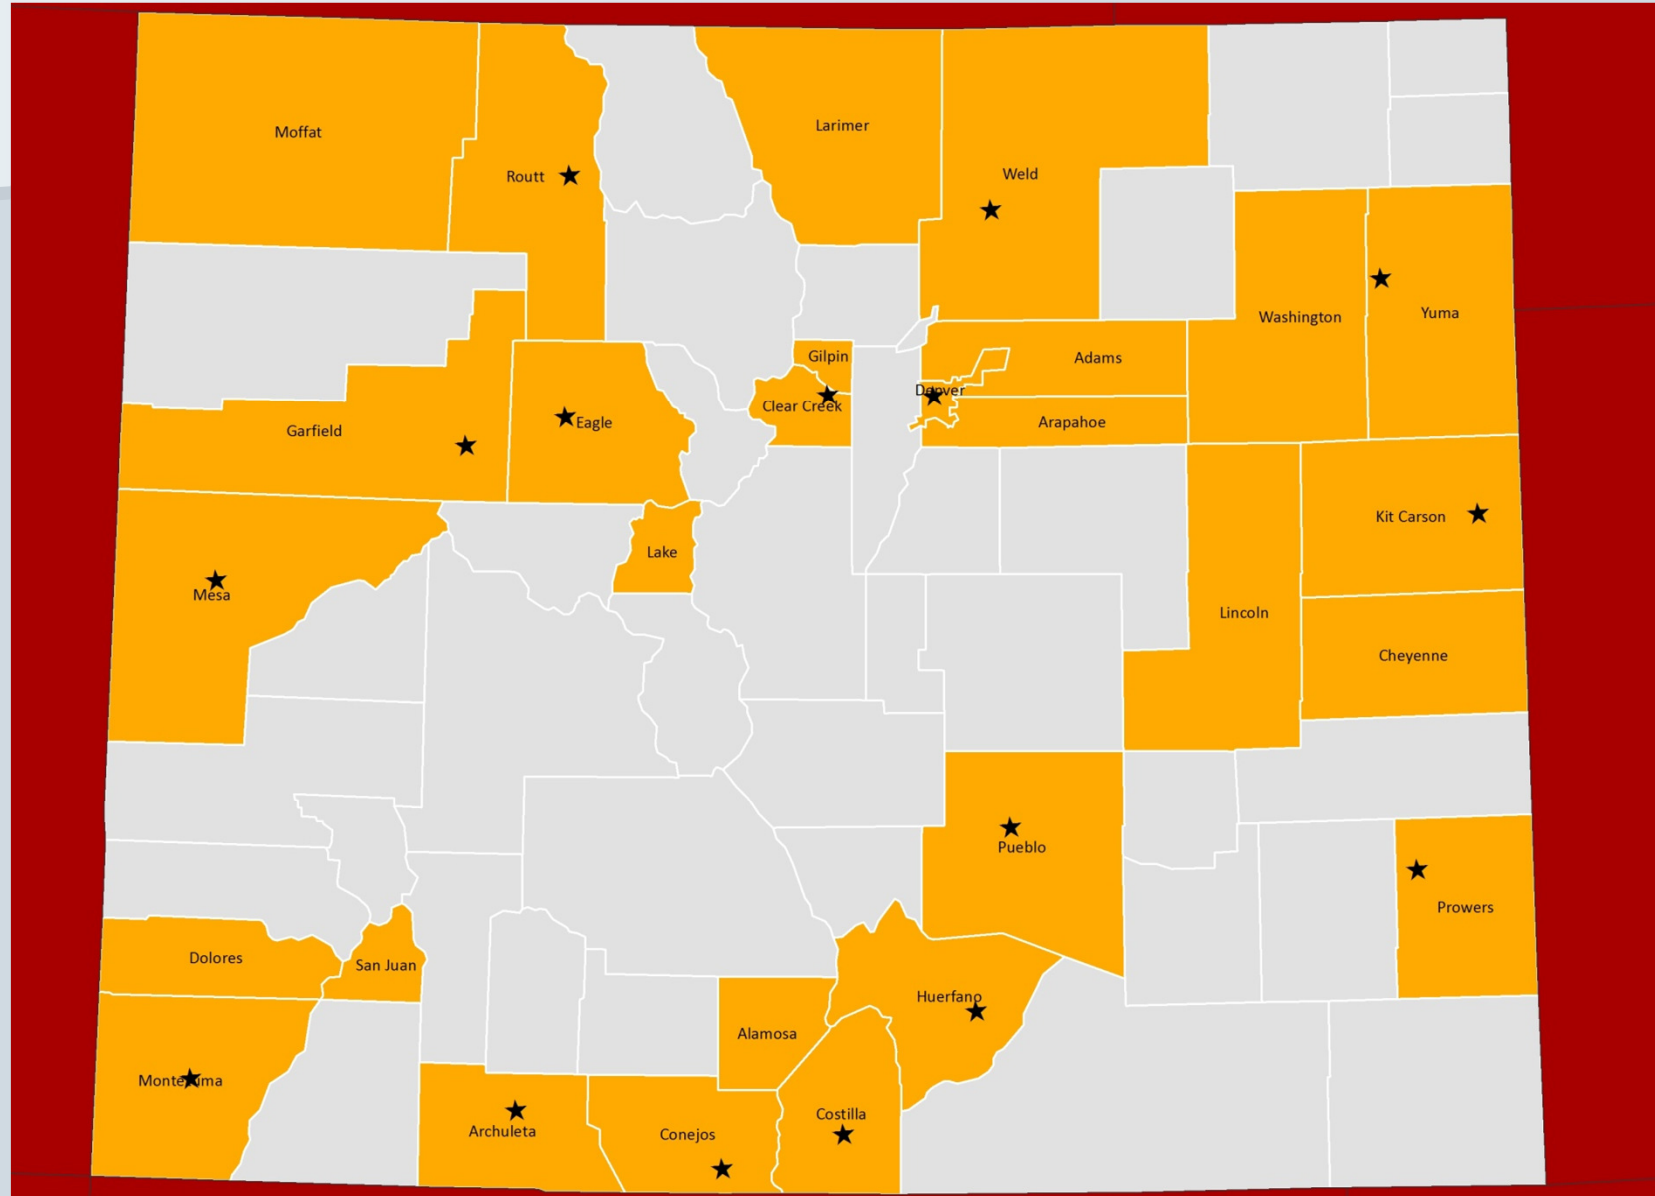 Moffat
Larimer
Routt
Weld
Washington
Yuma
Gilpin
Adams
Denver
Clear Creek
Eagle
Arapahoe
Garfield
Kit Carson
Lake
Mesa
Lincoln
Cheyenne
Pueblo
Prowers
Dolores
San Juan
Huerfano
Alamosa
Montezuma
Costilla
Archuleta
Conejos